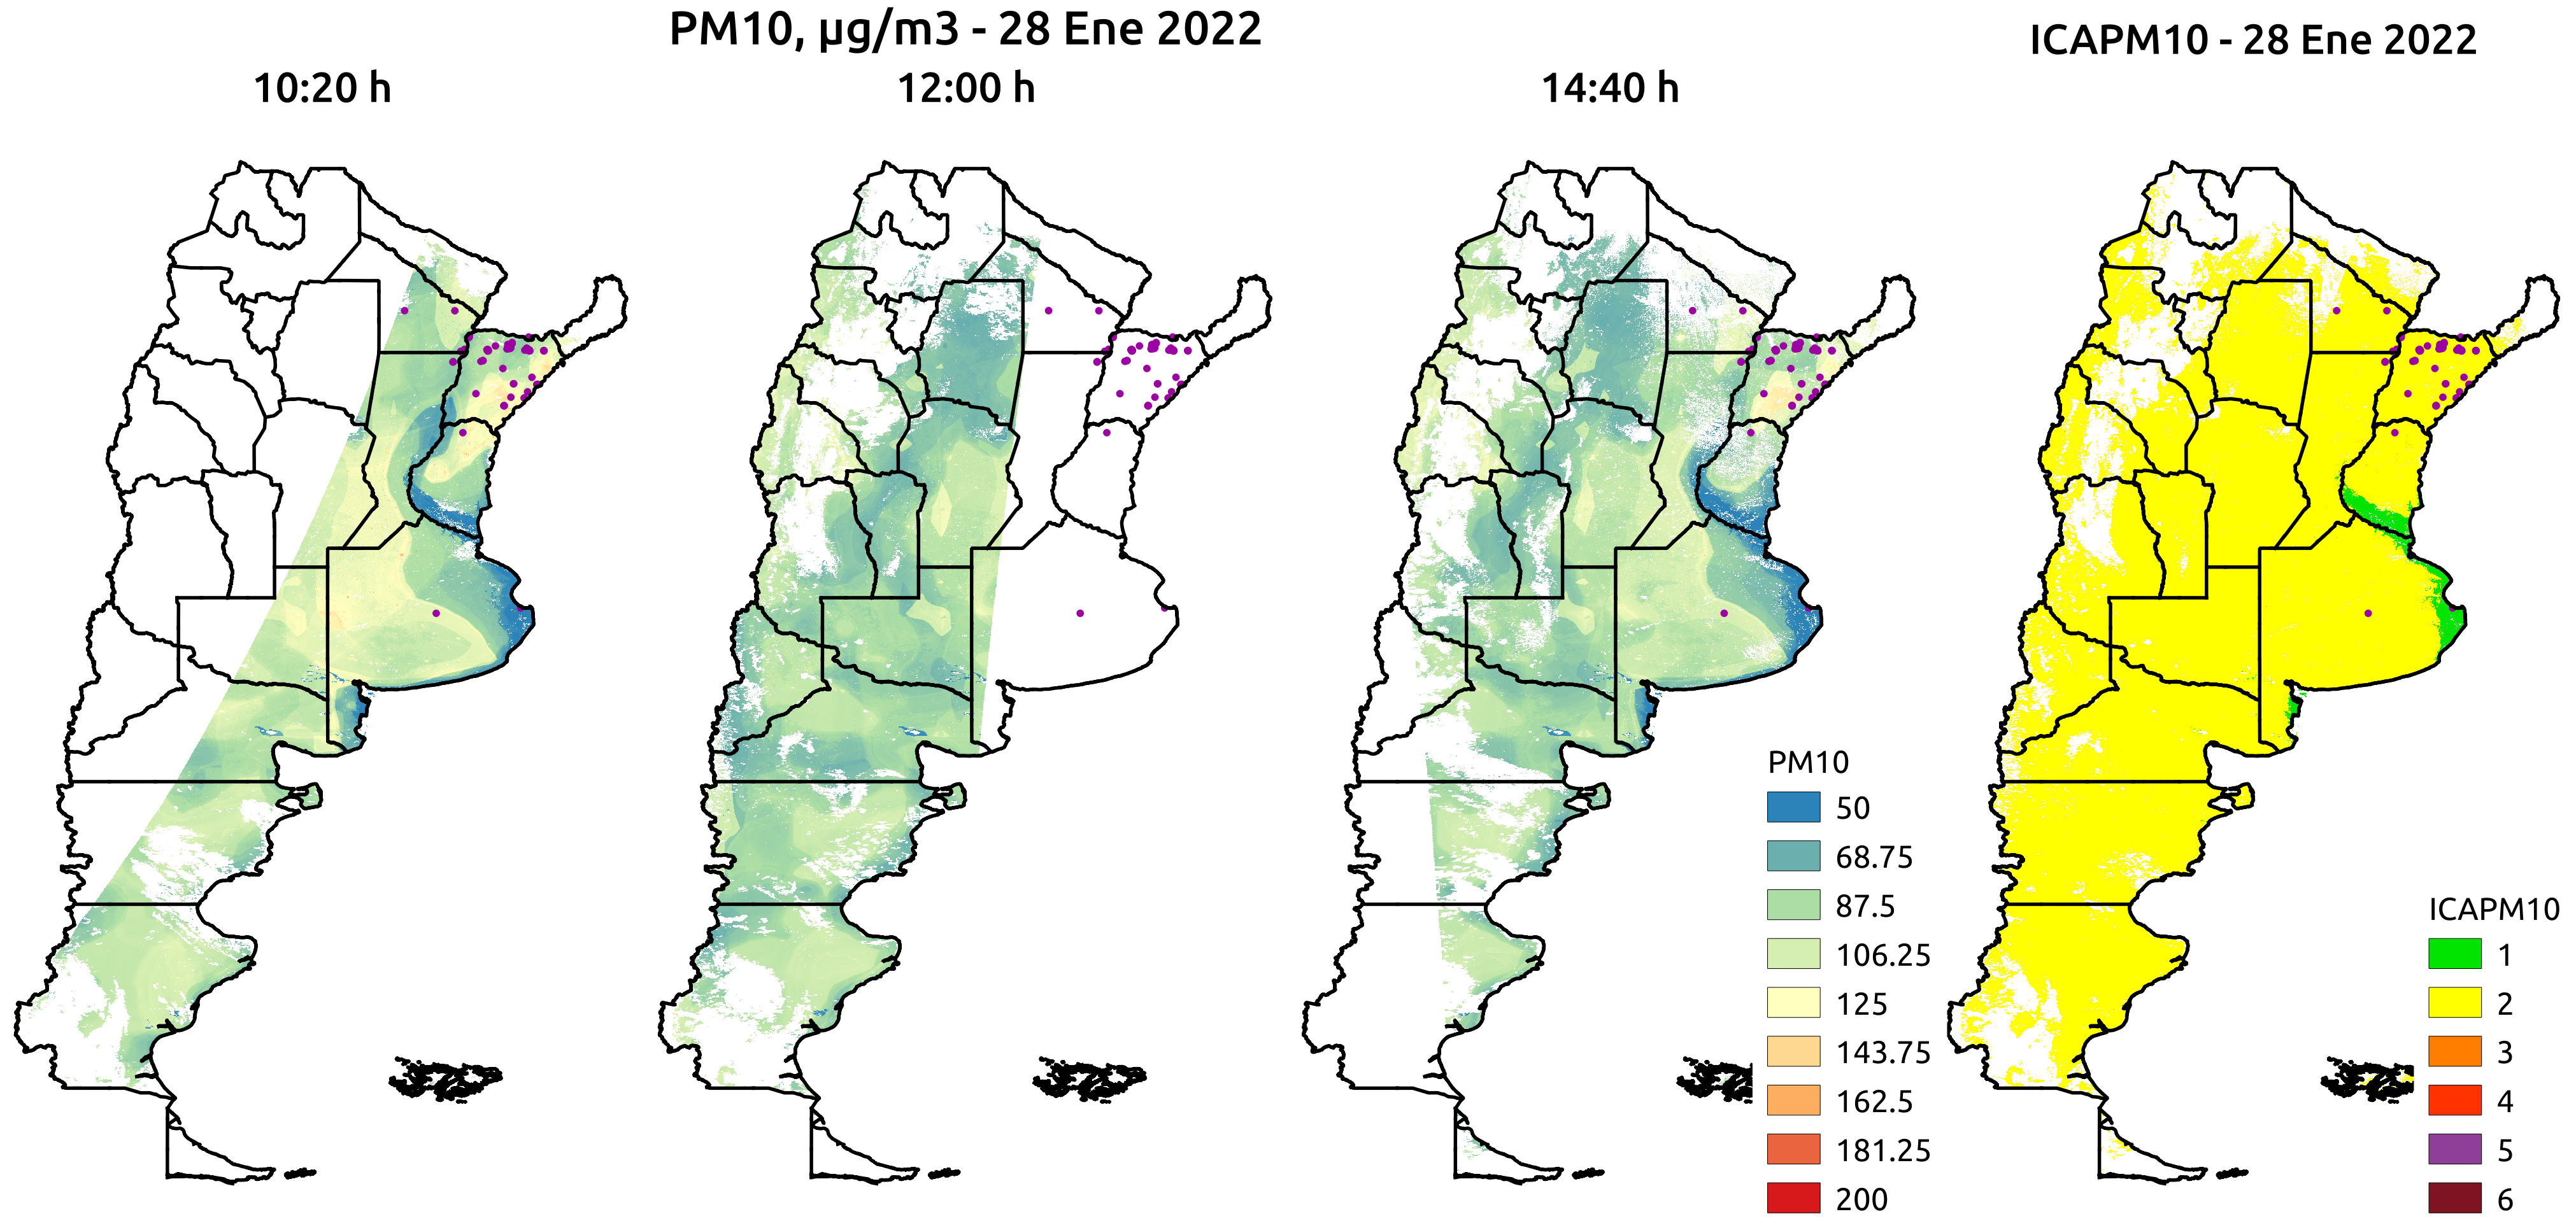 PM10, µg/m3 - 28 Ene 2022
ICAPM10 - 28 Ene 2022
10:20 h
12:00 h
14:40 h
PM10
50
68.75
87.5
106.25
125
143.75
162.5
181.25
200
ICAPM10
1
2
3
4
5
6